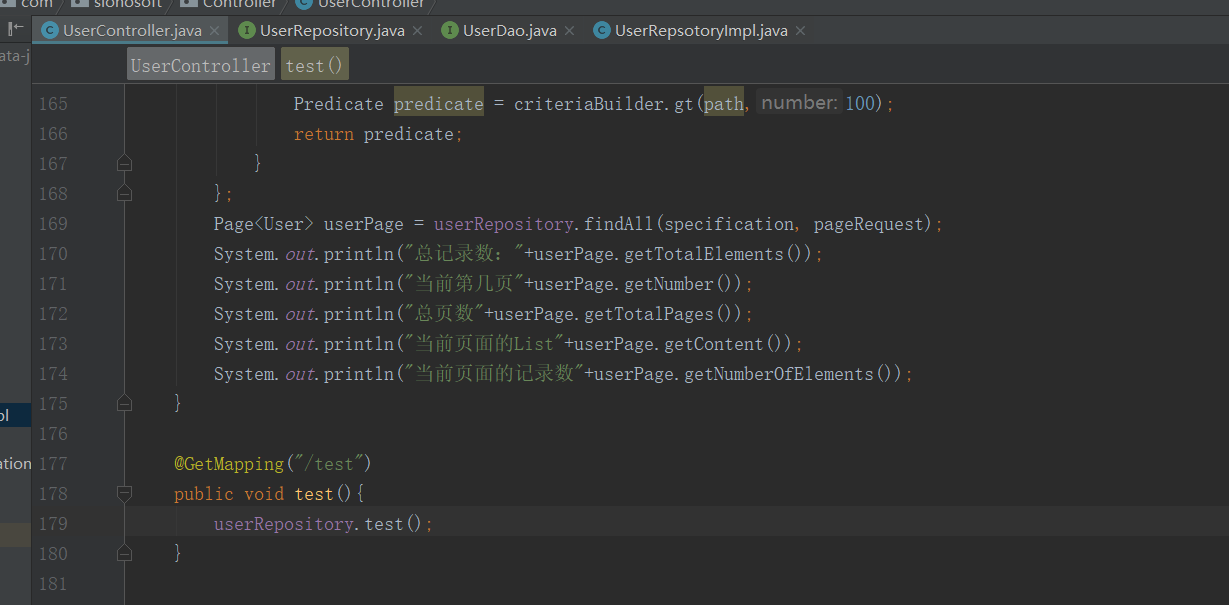 com sionosoft Controller UserController
UserController.java UserRepository.java UserDao.java UserRepsotoryImpl.java
ata-j
UserController test()
165 Predicate predicate = criteriaBuilder.gt(path, number: 100);
166 return predicate;
167 }
168 };
169 Page<User> userPage = userRepository.findAll(specification, pageRequest);
170 System.out.println("总记录数："+userPage.getTotalElements());
171 System.out.println("当前第几页"+userPage.getNumber());
172 System.out.println("总页数"+userPage.getTotalPages());
173 System.out.println("当前页面的List"+userPage.getContent());
174 System.out.println("当前页面的记录数"+userPage.getNumberOfElements());
175 }
pl
176
ation 177 @GetMapping("/test")
178 public void test(){
179 userRepository.test();
180 }
181